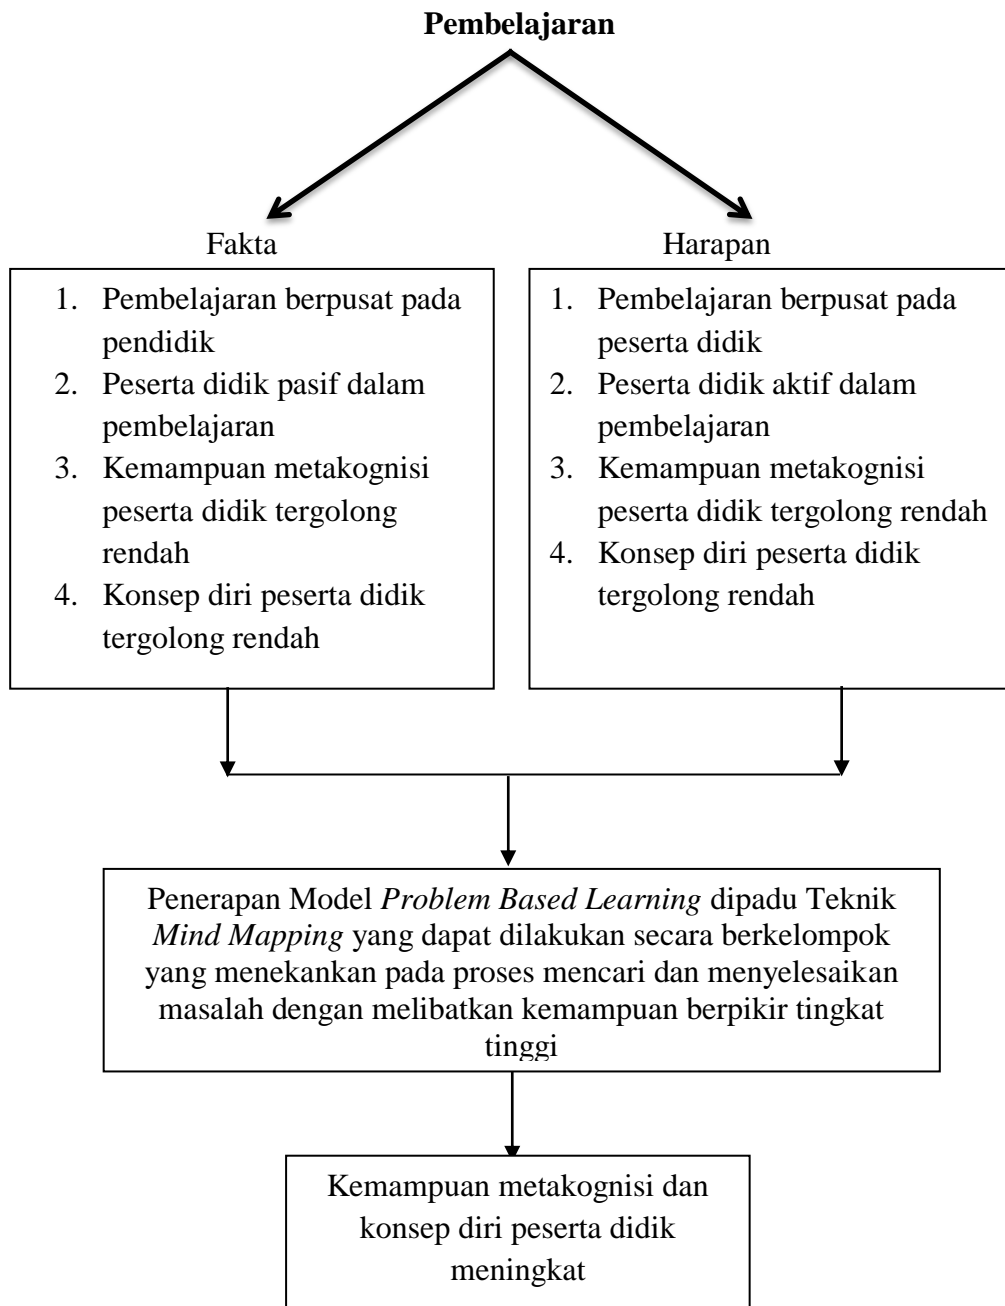 Pembelajaran
Fakta
1. Pembelajaran berpusat pada
pendidik
2. Peserta didik pasif dalam
pembelajaran
3. Kemampuan metakognisi
peserta didik tergolong
rendah
4. Konsep diri peserta didik
tergolong rendah
Harapan
1. Pembelajaran berpusat pada
peserta didik
2. Peserta didik aktif dalam
pembelajaran
3. Kemampuan metakognisi
peserta didik tergolong rendah
4. Konsep diri peserta didik
tergolong rendah
Penerapan Model Problem Based Learning dipadu Teknik
Mind Mapping yang dapat dilakukan secara berkelompok
yang menekankan pada proses mencari dan menyelesaikan
masalah dengan melibatkan kemampuan berpikir tingkat
tinggi
Kemampuan metakognisi dan
konsep diri peserta didik
meningkat